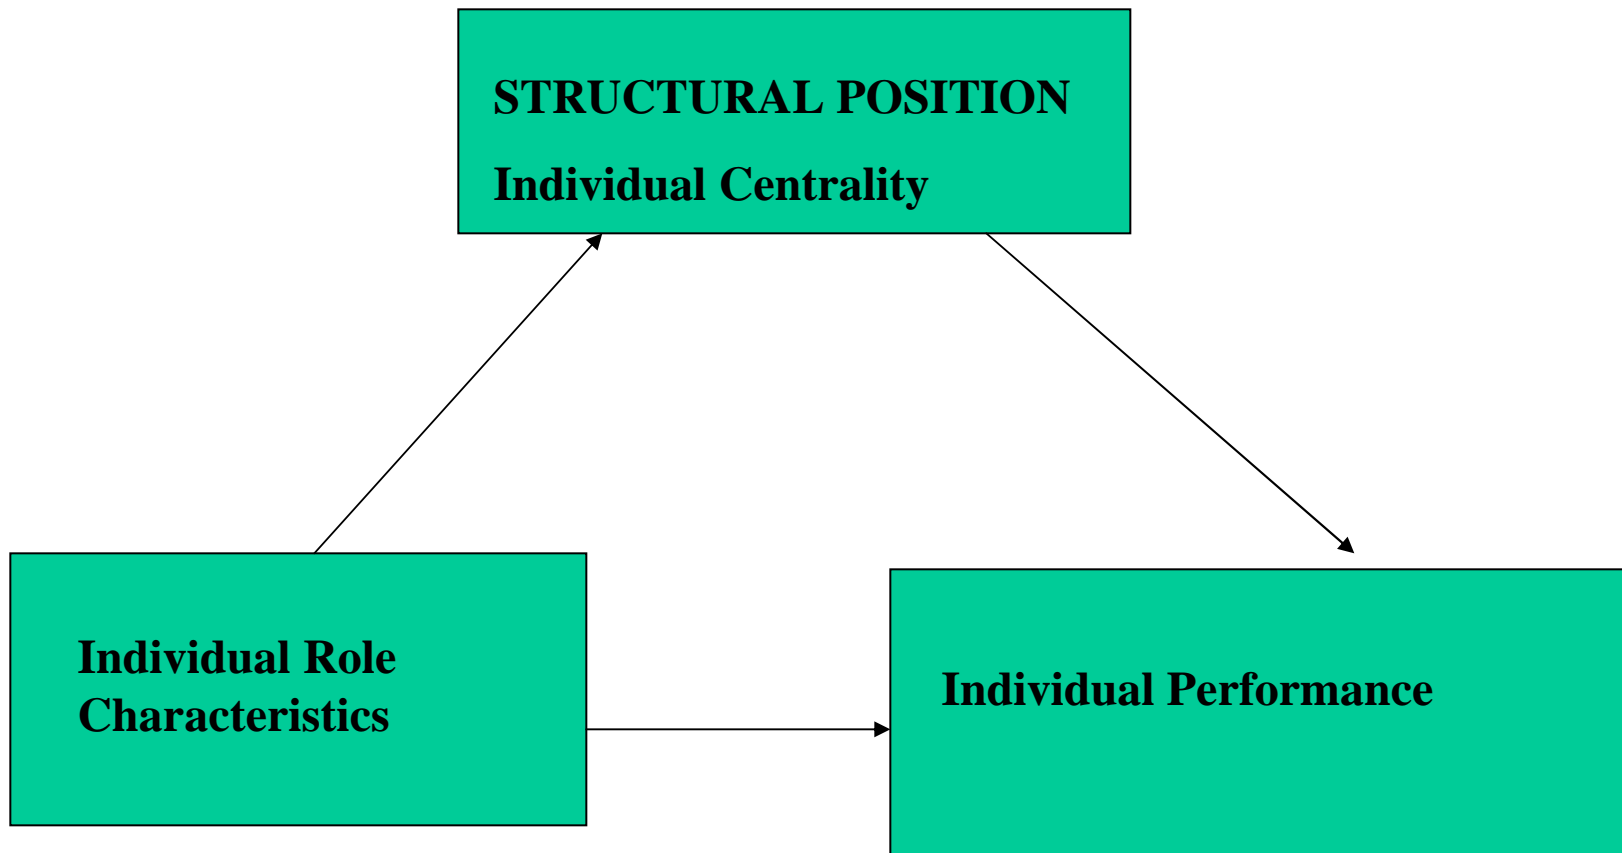 STRUCTURAL POSITION
Individual Centrality
Individual Role
Characteristics
Individual Performance